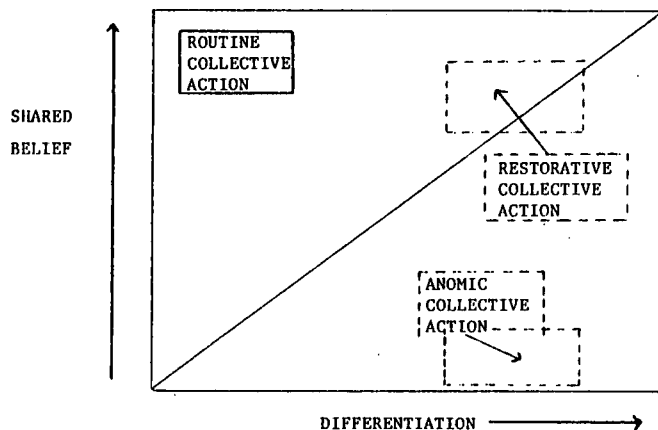 ROUTINE
COLLECTIVE
ACTION
SHARED
BELIEF
RESTORATIVE
COLLECTIVE
ACTION
ANOMIC
COLLECTIVE
ACTION
DIFFERENTIATION